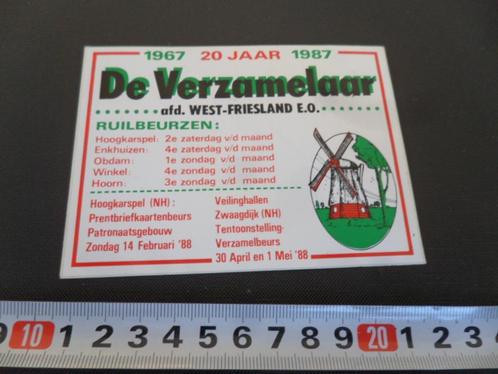 1967 20 JAAR 1987
De Verzamelaar
afd. WEST-FRIESLAND E.O.
RUILBEURZEN:
Hoogkarspel: 2e zaterdag v/d maand
Enkhuizen: 4e zaterdag v/d maand
Obdam: 1e zondag v/d maand
Winkel: 4e zondag v/d maand
Hoorn: 3e zondag v/d maand
Hoogkarspel (NH):
Prentbriefkaartenbeurs
Patronaatsgebouw
Zondag 14 Februari '88
Veilinghallen
Zwaagdijk (NH)
Tentoonstelling-
Verzamelbeurs
30 April en 1 Mei '88
9 10 1 2 3 4 5 6 7 8 9 20 1 2 3